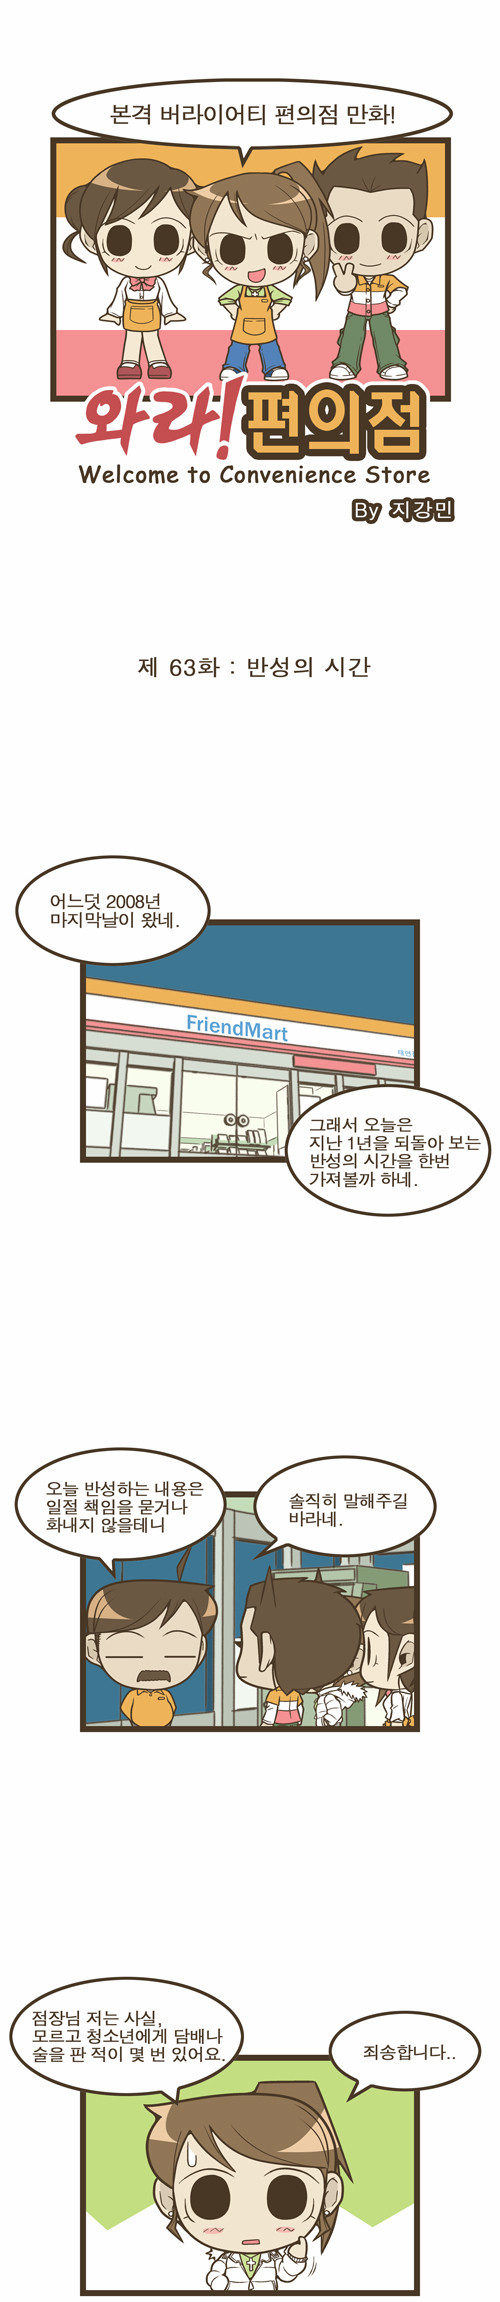 본격 버라이어티 편의점 만화!
와라! 편의점
Welcome to Convenience Store
By 지강민
제 63화 : 반성의 시간
어느덧 2008년
마지막날이 왔네.
FriendMart
그래서 오늘은
지난 1년을 되돌아 보는
반성의 시간을 한번
가져볼까 하네.
오늘 반성하는 내용은
일절 책임을 묻거나
화내지 않을테니
솔직히 말해주길
바라네.
점장님 저는 사실,
모르고 청소년에게 담배나
술을 판 적이 몇 번 있어요.
죄송합니다..